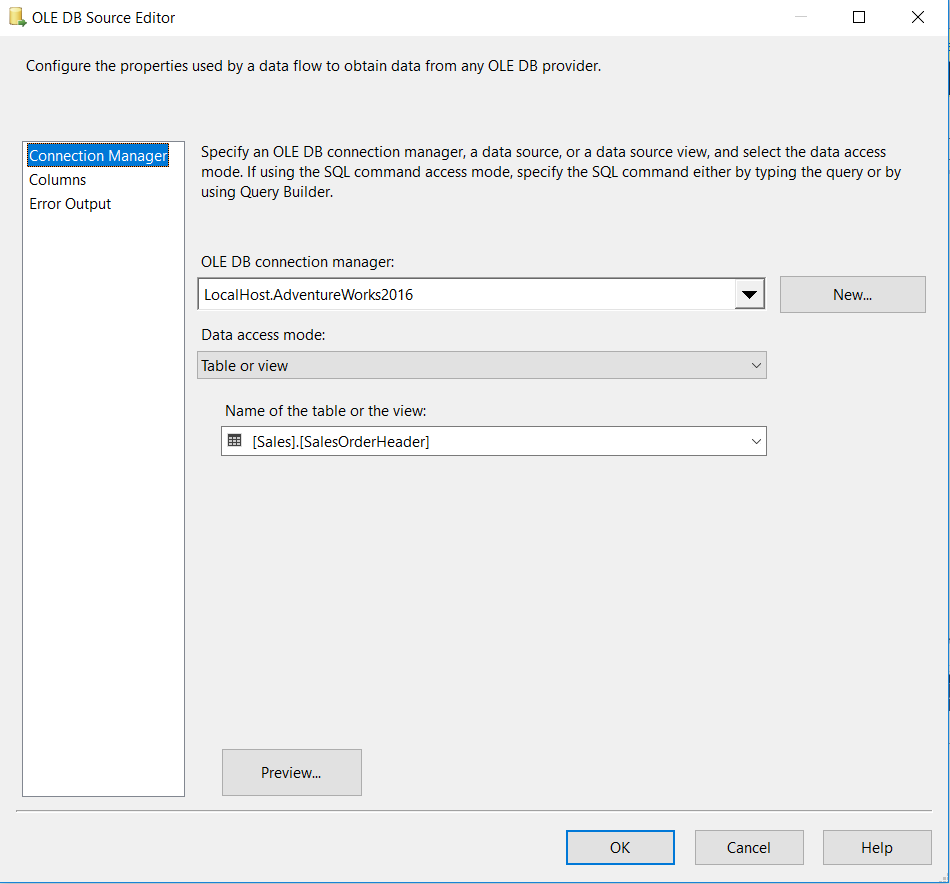 OLE DB Source Editor
Configure the properties used by a data flow to obtain data from any OLE DB provider.
Connection Manager
Columns
Error Output
Specify an OLE DB connection manager, a data source, or a data source view, and select the data access
mode. If using the SQL command access mode, specify the SQL command either by typing the query or by
using Query Builder.
OLE DB connection manager:
LocalHost.AdventureWorks2016
New...
Data access mode:
Table or view
Name of the table or the view:
[Sales].[SalesOrderHeader]
Preview...
OK
Cancel
Help